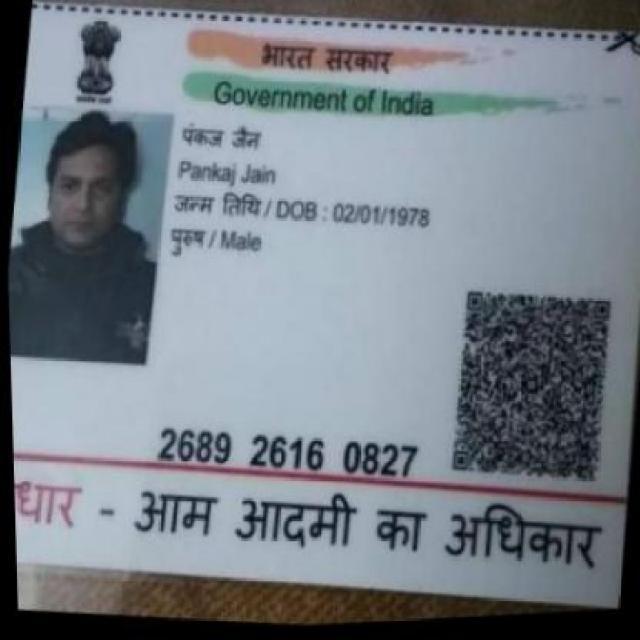 भारत सरकार
Government of India
पंकज जैन
Pankaj Jain
जन्म तिथि / DOB : 02/01/1978
पुरुष / Male
2689 2616 0827
धार - आम आदमी का अधिकार